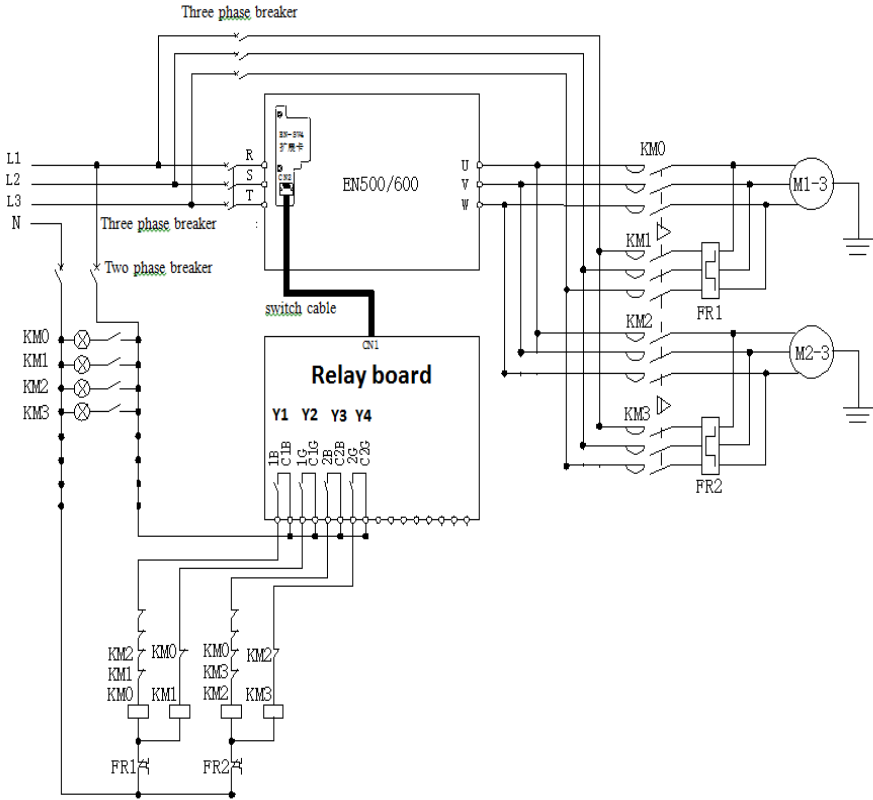 Three phase breaker
EN-SV4
扩展卡
CN2
R
S
T
EN500/600
U
V
W
KM0
M1-3
L1
L2
L3
N
Three phase breaker
:
Two phase breaker
switch cable
KM1
FR1
KM2
M2-3
KM3
FR2
CN1
Relay board
KM0
KM1
KM2
KM3
Y1 Y2 Y3 Y4
1B C1B 1G C1G 2B C2B 2G C2G
KM2 KM0 KM0 KM2
KM1 KM3
KM0 KM1 KM2 KM3
FR1 FR2